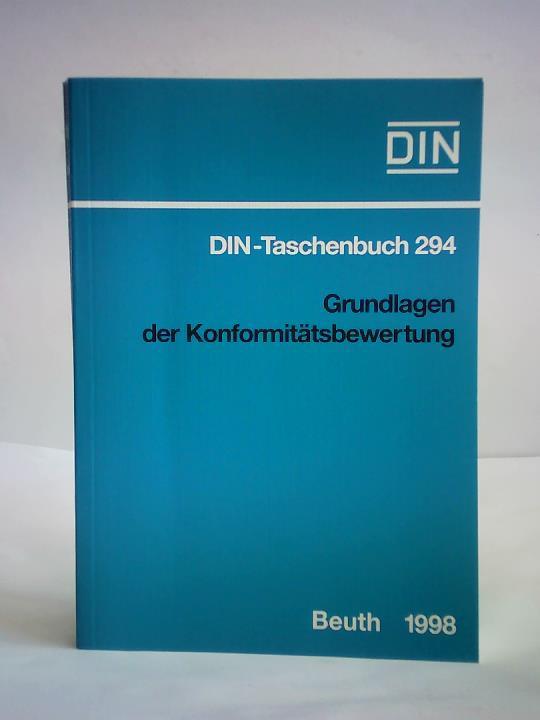 DIN
DIN-Taschenbuch 294
Grundlagen
der Konformitätsbewertung
Beuth 1998